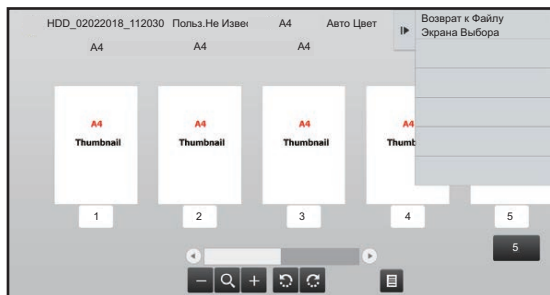 HDD_02022018_112030 Польз.Не Извес A4 Авто Цвет
Возврат к Файлу
Экрана Выбора
A4 A4 A4
A4 A4 A4 A4
Thumbnail Thumbnail Thumbnail Thumb
1 2 3 4 5
5